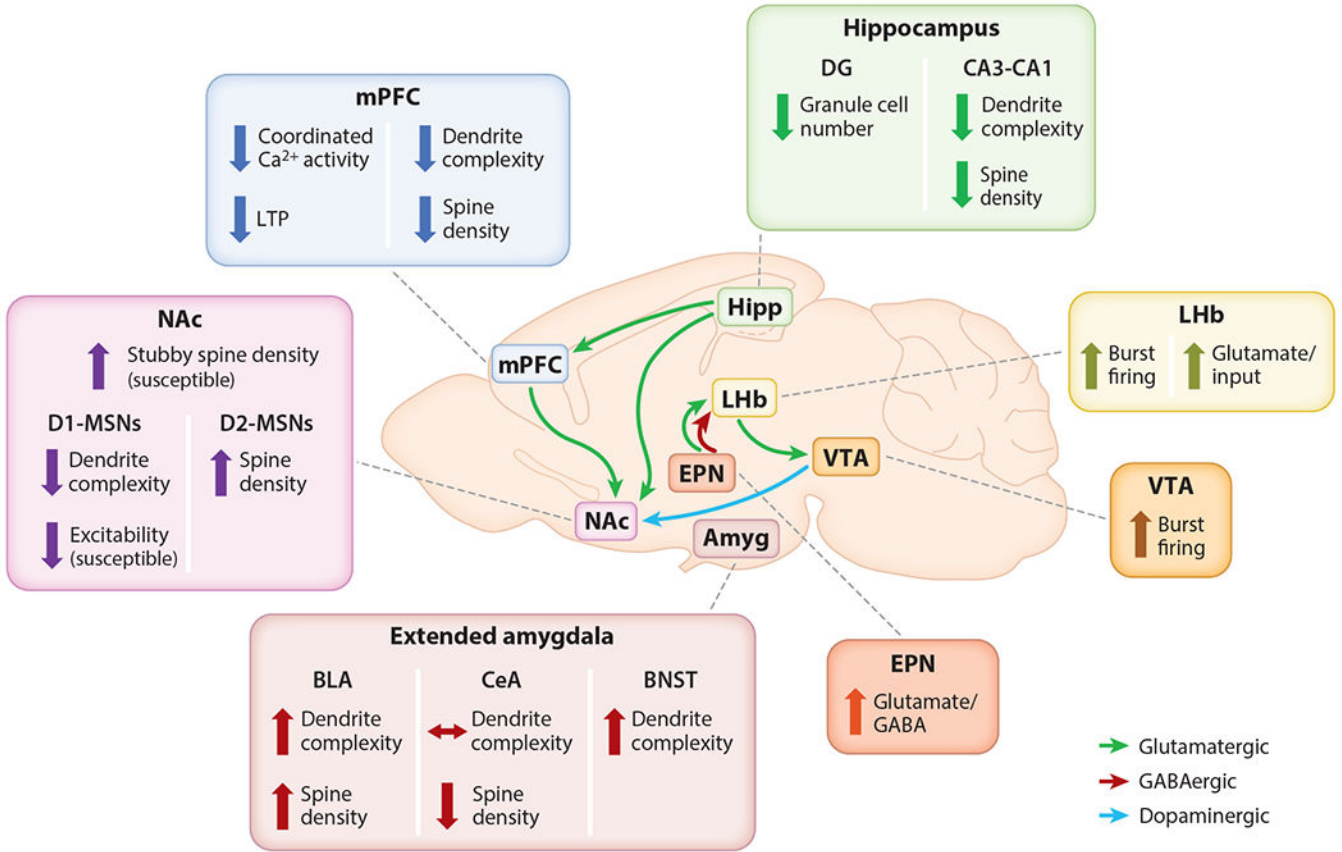 Hippocampus
DG
Granule cell
number
CA3-CA1
Dendrite
complexity
Spine
density
mPFC
Coordinated
Ca²⁺ activity
LTP
Dendrite
complexity
Spine
density
NAc
Stubby spine density
(susceptible)
D1-MSNs
Dendrite
complexity
Excitability
(susceptible)
D2-MSNs
Spine
density
Hipp
mPFC
LHb
EPN
VTA
NAc
Amyg
LHb
Burst
firing
Glutamate/
input
VTA
Burst
firing
Extended amygdala
BLA
Dendrite
complexity
Spine
density
CeA
Dendrite
complexity
Spine
density
BNST
Dendrite
complexity
EPN
Glutamate/
GABA
Glutamatergic
GABAergic
Dopaminergic